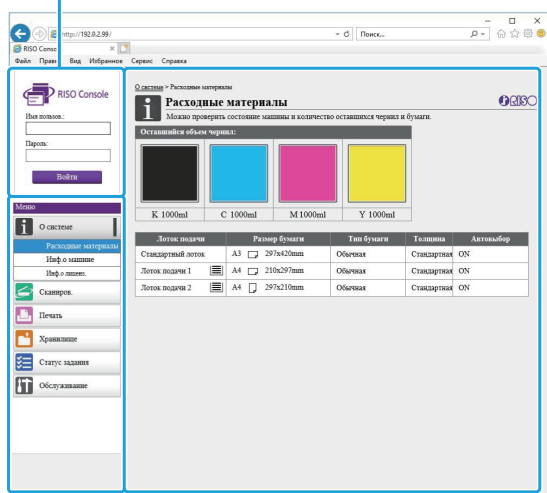 http://192.0.2.99/
Поиск...
RISO Conso
Файл Прав Вид Избранное Сервис Справка
RISO Console
Имя пользов.:
Пароль:
Войти
Меню
О системе
Расходные материалы
Инф.о машине
Инф.о лиценз.
Сканиров.
Печать
Хранилище
Статус задания
Обслуживание
О системе > Расходные материалы
Расходные материалы
RISO
Можно проверить состояние машины и количество оставшихся чернил и бумаги.
Оставшийся объем чернил:
K 1000ml C 1000ml M 1000ml Y 1000ml
Лоток подачи Размер бумаги Тип бумаги Толщина Автовыбор
Стандартный лоток A3 297x420mm Обычная Стандартная ON
Лоток подачи 1 A4 210x297mm Обычная Стандартная ON
Лоток подачи 2 A4 297x210mm Обычная Стандартная ON